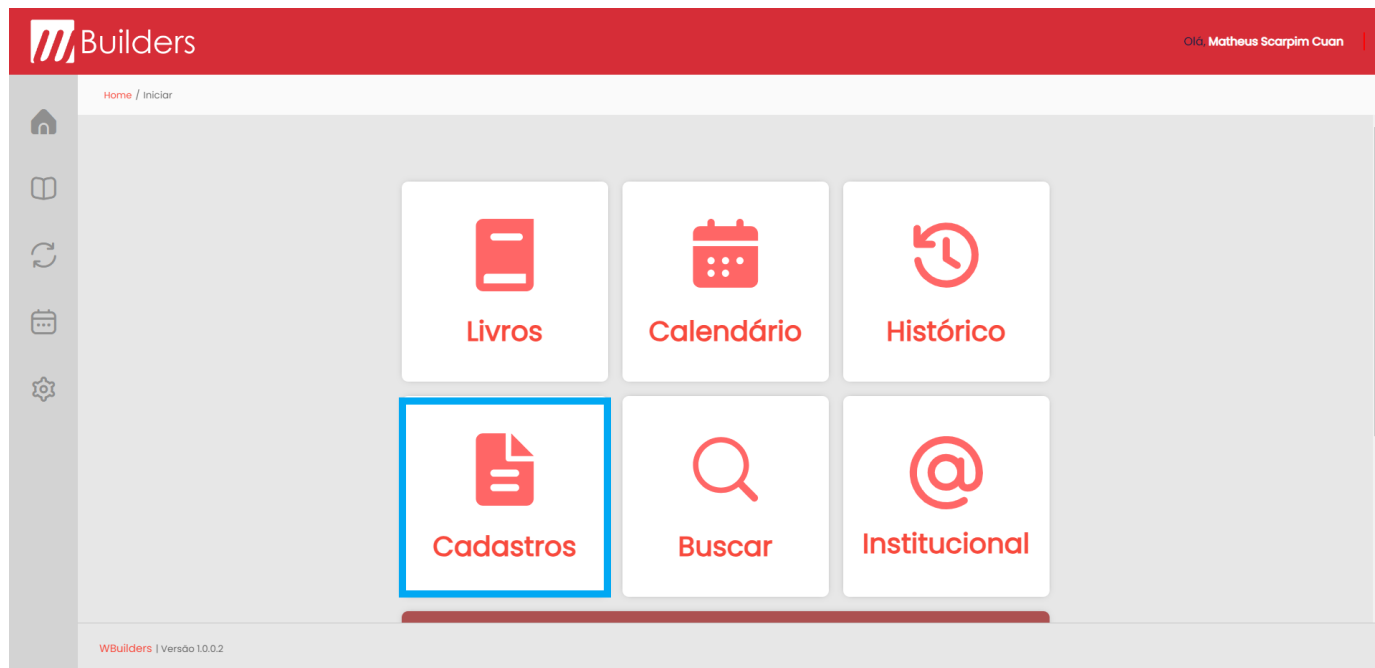 Builders
Olá, Matheus Scarpim Cuan
Home / Iniciar
Livros
Calendário
Histórico
Cadastros
Buscar
Institucional
WBuilders | Versão 1.0.0.2